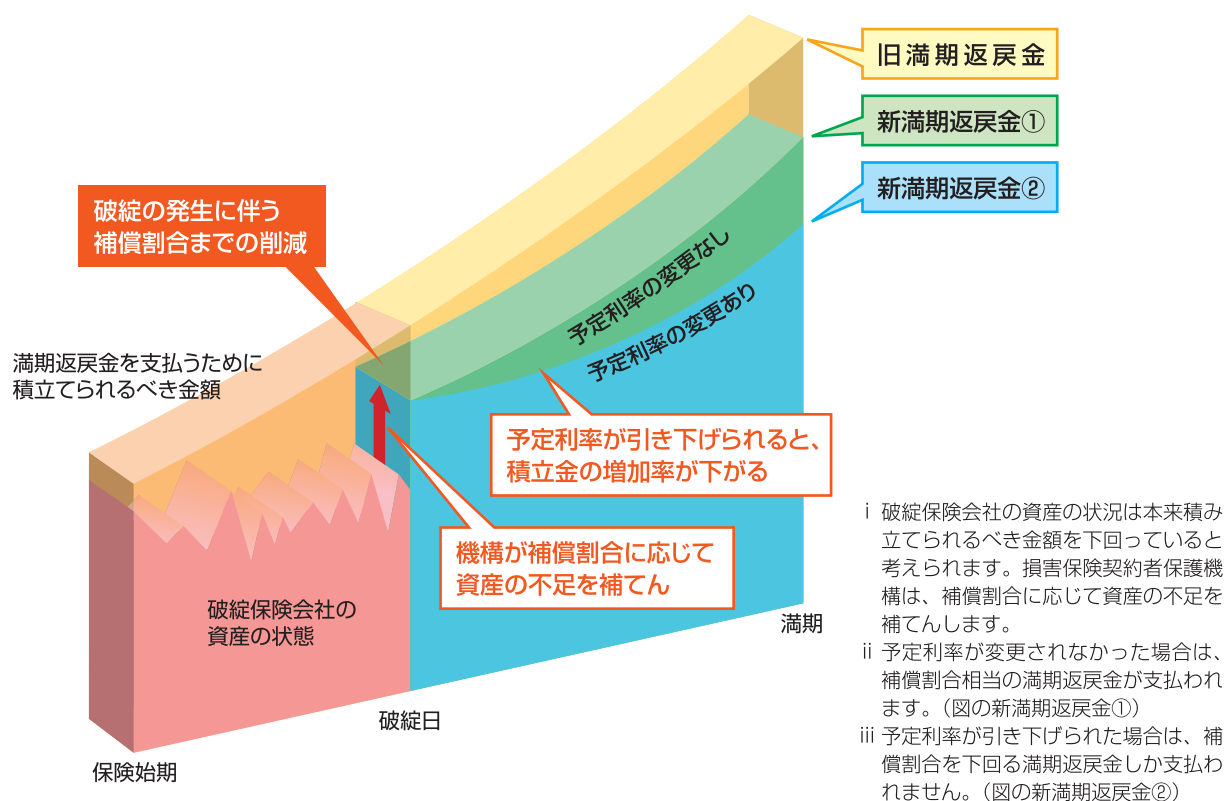 旧満期返戻金
新満期返戻金①
新満期返戻金②
破綻の発生に伴う
補償割合までの削減
満期返戻金を支払うために
積立てられるべき金額
予定利率の変更なし
予定利率の変更あり
予定利率が引き下げられると、
積立金の増加率が下がる
機構が補償割合に応じて
資産の不足を補てん
破綻保険会社の
資産の状態
満期
破綻日
保険始期
ⅰ 破綻保険会社の資産の状況は本来積み
立てられるべき金額を下回っていると
考えられます。損害保険契約者保護機
構は、補償割合に応じて資産の不足を
補てんします。
ⅱ 予定利率が変更されなかった場合は、
補償割合相当の満期返戻金が支払われ
ます。（図の新満期返戻金①）
ⅲ 予定利率が引き下げられた場合は、補
償割合を下回る満期返戻金しか支払わ
れません。（図の新満期返戻金②）